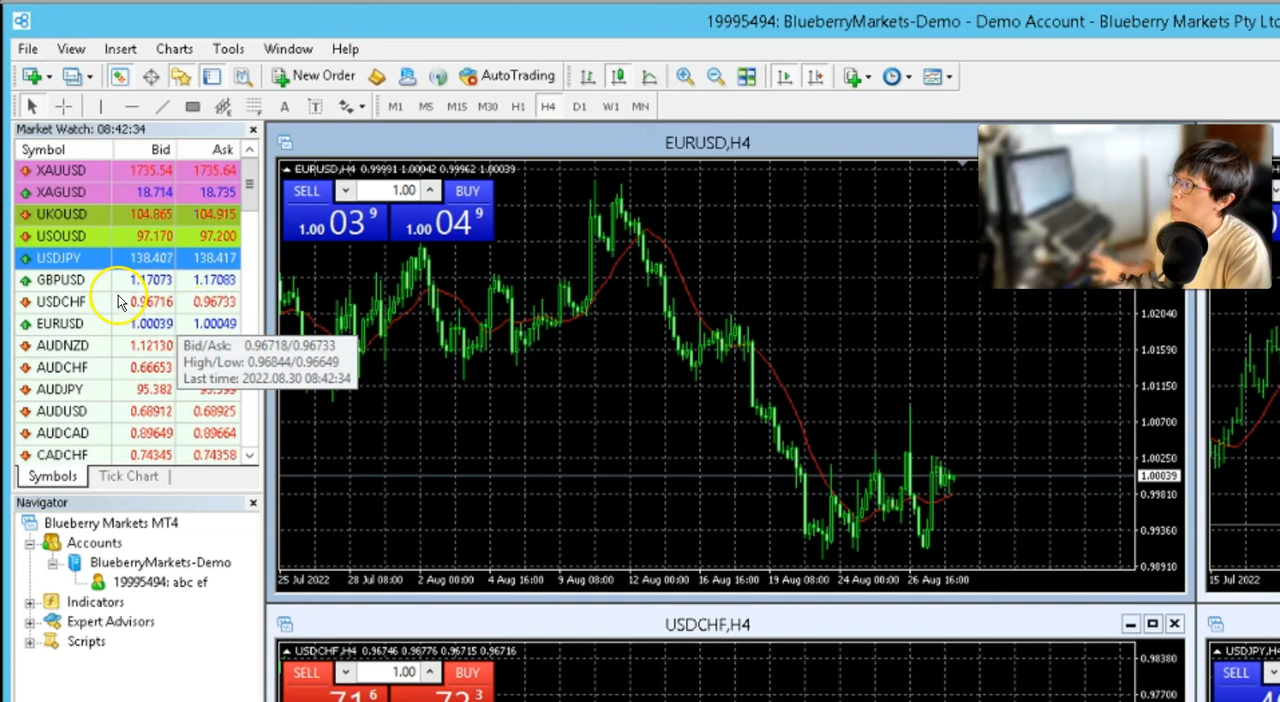 19995494: BlueberryMarkets-Demo - Demo Account - Blueberry Markets Pty Ltd
File View Insert Charts Tools Window Help
New Order AutoTrading
A T M1 M5 M15 M30 H1 H4 D1 W1 MN
Market Watch: 08:42:34
Symbol Bid Ask
XAUUSD 1735.54 1735.64
XAGUSD 18.714 18.735
UKOUSD 104.865 104.915
USOUSD 97.170 97.200
USDJPY 138.407 138.417
GBPUSD 1.17073 1.17083
USDCHF 0.96716 0.96733
EURUSD 1.00039 1.00049
AUDNZD 1.12130
AUDCHF 0.66653
AUDJPY 95.382 95.399
AUDUSD 0.68912 0.68925
AUDCAD 0.89649 0.89664
CADCHF 0.74345 0.74358
Bid/Ask: 0.96718/0.96733
High/Low: 0.96844/0.96649
Last time: 2022.08.30 08:42:34
Symbols Tick Chart
Navigator
Blueberry Markets MT4
Accounts
BlueberryMarkets-Demo
19995494: abc ef
Indicators
Expert Advisors
Scripts
EURUSD,H4
EURUSD,H4 0.99991 1.00042 0.99962 1.00039
SELL 1.00 BUY
1.00 03 9 1.00 04 9
1.02040
1.01590
1.01150
1.00700
1.00250
1.00039
0.99810
0.99360
0.98910
25 Jul 2022 28 Jul 08:00 2 Aug 00:00 4 Aug 16:00 9 Aug 08:00 12 Aug 00:00 16 Aug 16:00 19 Aug 08:00 24 Aug 00:00 26 Aug 16:00
15 Jul 2022
USDCHF,H4
USDCHF,H4 0.96746 0.96776 0.96715 0.96716
SELL 1.00 BUY
71 6 73 3
0.98380
0.97700
USDJPY,H4
SELL